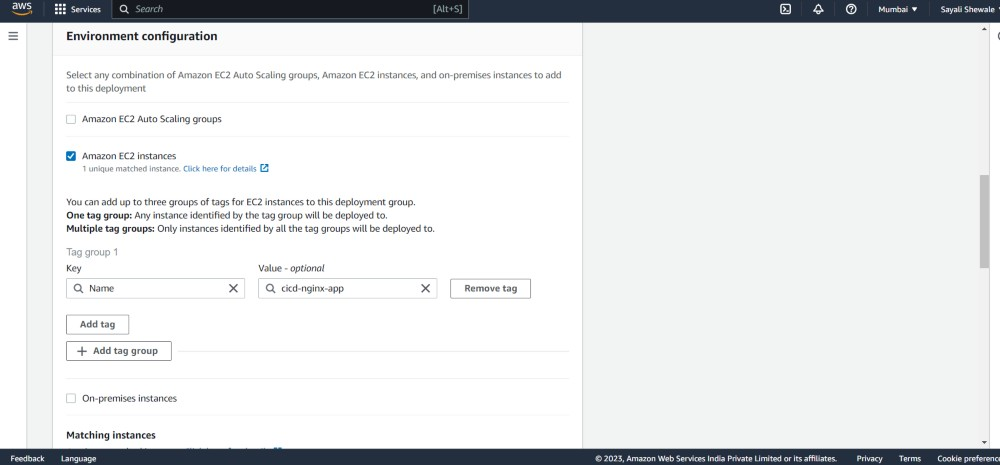 aws
Services
Search
[Alt+S]
Mumbai ▼
Sayali Shewale
Environment configuration
Select any combination of Amazon EC2 Auto Scaling groups, Amazon EC2 instances, and on-premises instances to add
to this deployment
Amazon EC2 Auto Scaling groups
Amazon EC2 instances
1 unique matched instance. Click here for details
You can add up to three groups of tags for EC2 instances to this deployment group.
One tag group: Any instance identified by the tag group will be deployed to.
Multiple tag groups: Only instances identified by all the tag groups will be deployed to.
Tag group 1
Key
Value - optional
Name
cicd-nginx-app
Remove tag
Add tag
+ Add tag group
On-premises instances
Matching instances
Feedback
Language
© 2023, Amazon Web Services India Private Limited or its affiliates.
Privacy
Terms
Cookie preference